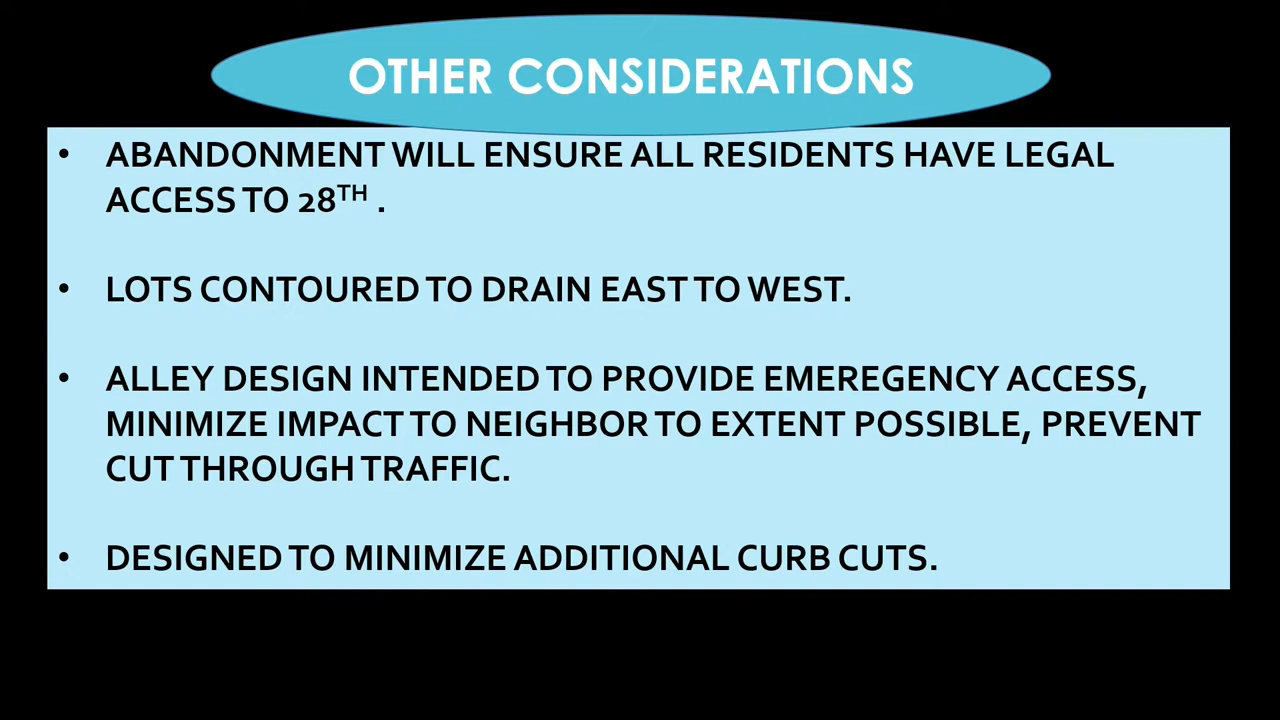 OTHER CONSIDERATIONS
• ABANDONMENT WILL ENSURE ALL RESIDENTS HAVE LEGAL
ACCESS TO 28TH .
• LOTS CONTOURED TO DRAIN EAST TO WEST.
• ALLEY DESIGN INTENDED TO PROVIDE EMEREGENCY ACCESS,
MINIMIZE IMPACT TO NEIGHBOR TO EXTENT POSSIBLE, PREVENT
CUT THROUGH TRAFFIC.
• DESIGNED TO MINIMIZE ADDITIONAL CURB CUTS.